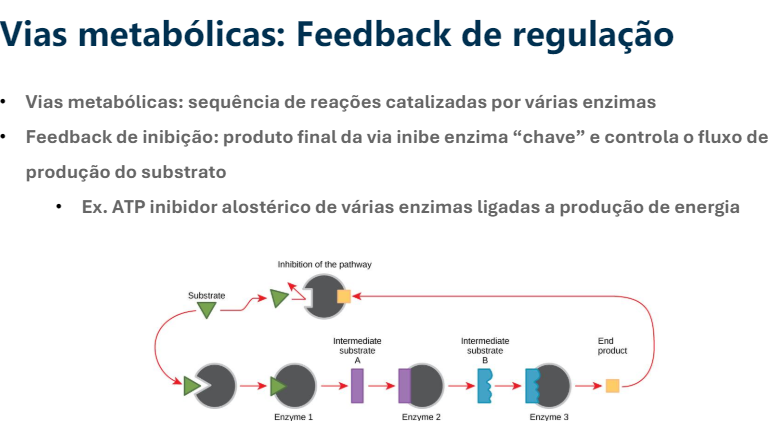 Vias metabólicas: Feedback de regulação
• Vias metabólicas: sequência de reações catalizadas por várias enzimas
• Feedback de inibição: produto final da via inibe enzima “chave” e controla o fluxo de
produção do substrato
• Ex. ATP inibidor alostérico de várias enzimas ligadas a produção de energia
Inhibition of the pathway
Substrate
Intermediate
substrate
A
Intermediate
substrate
B
End
product
Enzyme 1
Enzyme 2
Enzyme 3